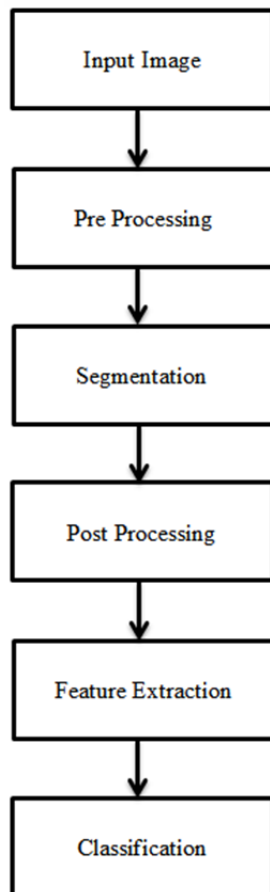 Input Image
Pre Processing
Segmentation
Post Processing
Feature Extraction
Classification